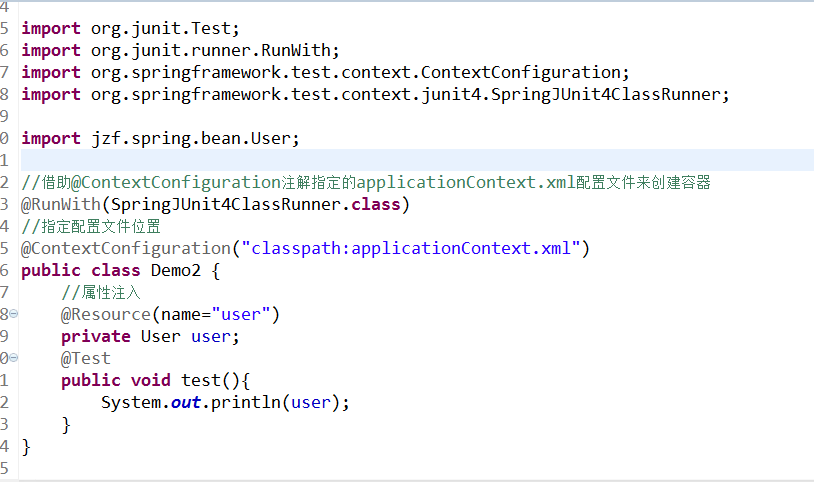 4
5 import org.junit.Test;
6 import org.junit.runner.RunWith;
7 import org.springframework.test.context.ContextConfiguration;
8 import org.springframework.test.context.junit4.SpringJUnit4ClassRunner;
9
0 import jzf.spring.bean.User;
1
2 //借助@ContextConfiguration注解指定的applicationContext.xml配置文件来创建容器
3 @RunWith(SpringJUnit4ClassRunner.class)
4 //指定配置文件位置
5 @ContextConfiguration("classpath:applicationContext.xml")
6 public class Demo2 {
7     //属性注入
8     @Resource(name="user")
9     private User user;
0     @Test
1     public void test(){
2         System.out.println(user);
3     }
4 }
5